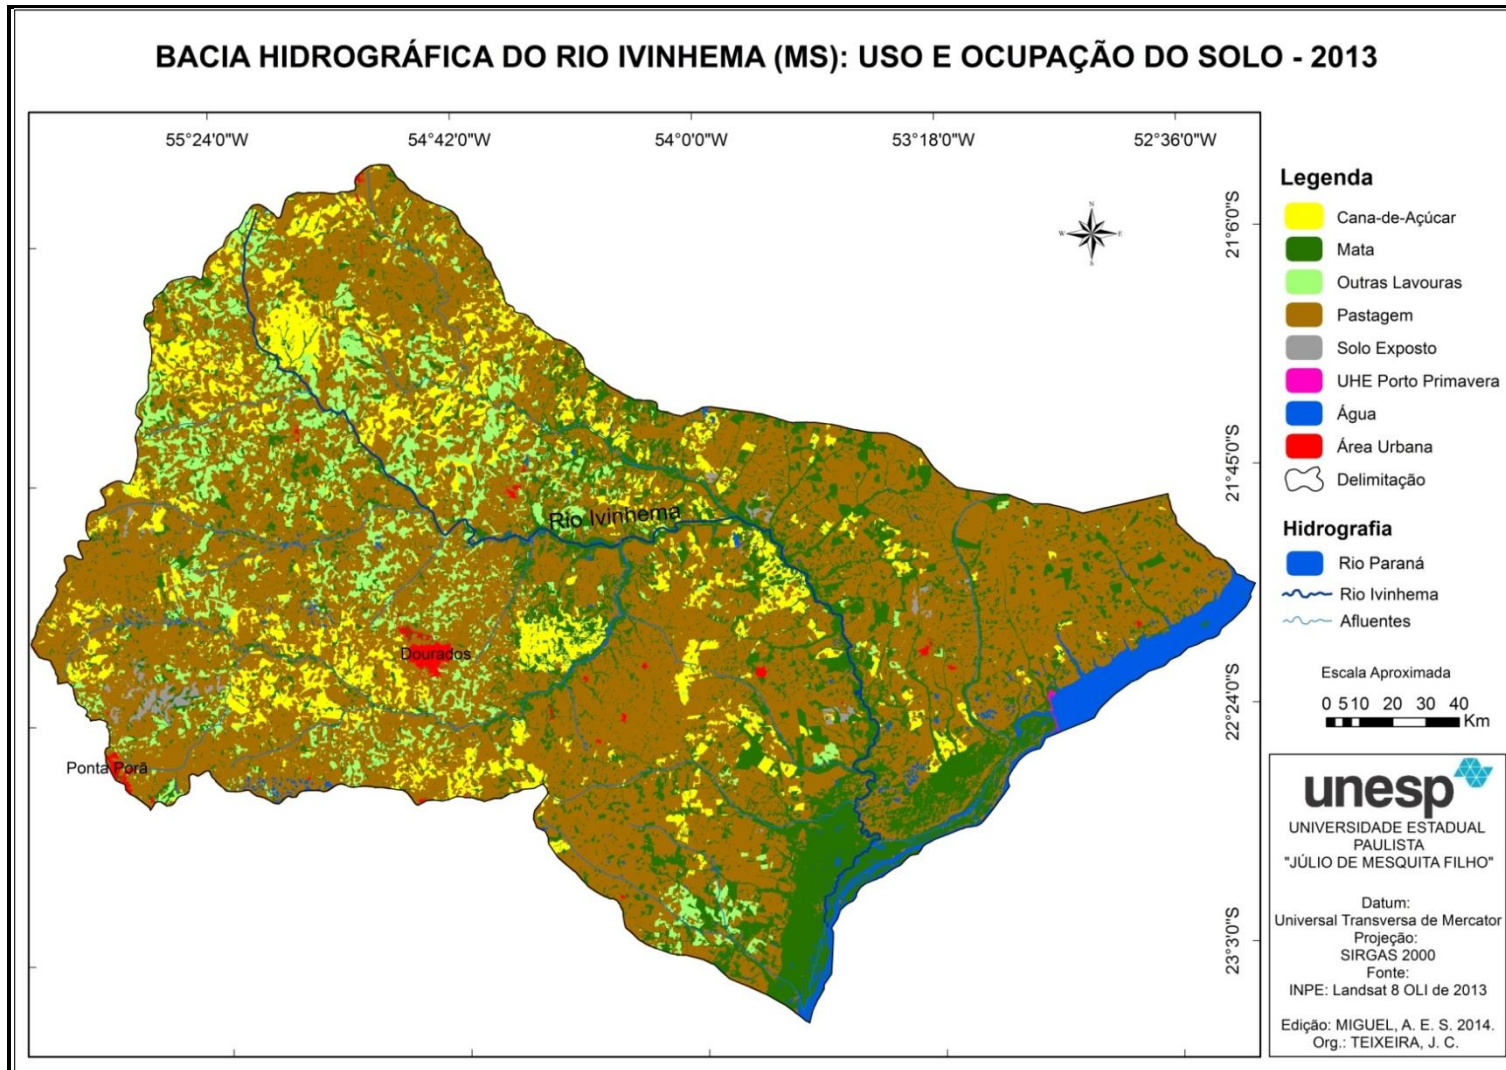 BACIA HIDROGRÁFICA DO RIO IVINHEMA (MS): USO E OCUPAÇÃO DO SOLO - 2013
55°24'0"W
54°42'0"W
54°0'0"W
53°18'0"W
52°36'0"W
N
W
E
S
21°6'0"S
21°45'0"S
22°24'0"S
23°3'0"S
Rio Ivinhema
Dourados
Ponta Porã
Legenda
Cana-de-Açúcar
Mata
Outras Lavouras
Pastagem
Solo Exposto
UHE Porto Primavera
Água
Área Urbana
Delimitação
Hidrografia
Rio Paraná
Rio Ivinhema
Afluentes
Escala Aproximada
0 5 10 20 30 40
Km
unesp
UNIVERSIDADE ESTADUAL
PAULISTA
"JÚLIO DE MESQUITA FILHO"
Datum:
Universal Transversa de Mercator
Projeção:
SIRGAS 2000
Fonte:
INPE: Landsat 8 OLI de 2013
Edição: MIGUEL, A. E. S. 2014.
Org.: TEIXEIRA, J. C.